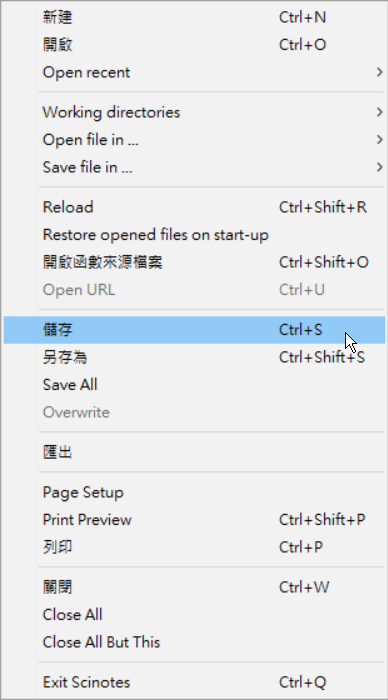 新建 Ctrl+N
開啟 Ctrl+O
Open recent
Working directories
Open file in ...
Save file in ...
Reload Ctrl+Shift+R
Restore opened files on start-up
開啟函數來源檔案 Ctrl+Shift+O
Open URL Ctrl+U
儲存 Ctrl+S
另存為 Ctrl+Shift+S
Save All
Overwrite
匯出
Page Setup
Print Preview Ctrl+Shift+P
列印 Ctrl+P
關閉 Ctrl+W
Close All
Close All But This
Exit Scinotes Ctrl+Q